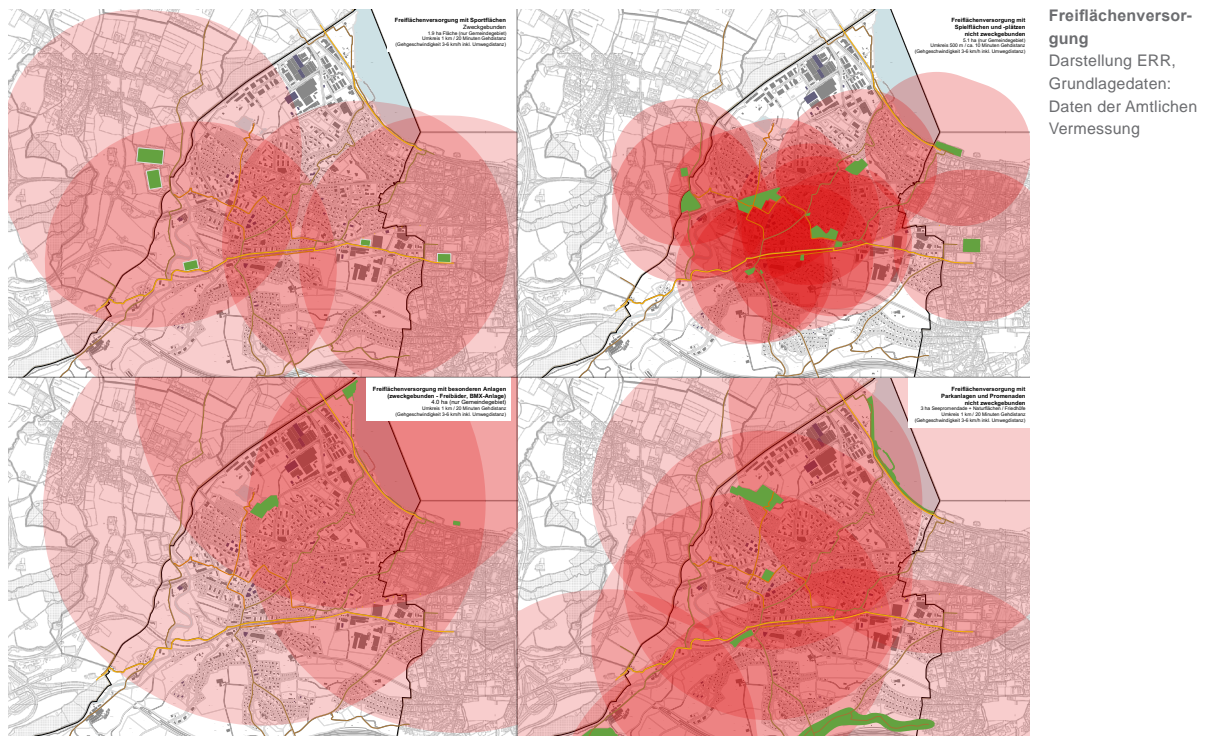 Freiflächenversorgung mit Sportflächen
Zweckgebunden
1.9 ha Fläche (nur Gemeindegebiet)
Umkreis 1 km / 20 Minuten Gehdistanz
(Gehgeschwindigkeit 3-6 km/h inkl. Umwegdistanz)
Freiflächenversorgung mit
Spielflächen und -plätzen
nicht zweckgebunden
5.1 ha (nur Gemeindegebiet)
Umkreis 500 m / ca. 10 Minuten Gehdistanz
(Gehgeschwindigkeit 3-6 km/h inkl. Umwegdistanz)
Freiflächenversor-
gung
Darstellung ERR,
Grundlagedaten:
Daten der Amtlichen
Vermessung
Freiflächenversorgung mit besonderen Anlagen
(zweckgebunden - Freibäder, BMX-Anlage)
4.0 ha (nur Gemeindegebiet)
Umkreis 1 km / 20 Minuten Gehdistanz
(Gehgeschwindigkeit 3-6 km/h inkl. Umwegdistanz)
Freiflächenversorgung mit
Parkanlagen und Promenaden
nicht zweckgebunden
3 ha Seepromenade + Naturflächen / Friedhöfe
Umkreis 1 km / 20 Minuten Gehdistanz
(Gehgeschwindigkeit 3-6 km/h inkl. Umwegdistanz)